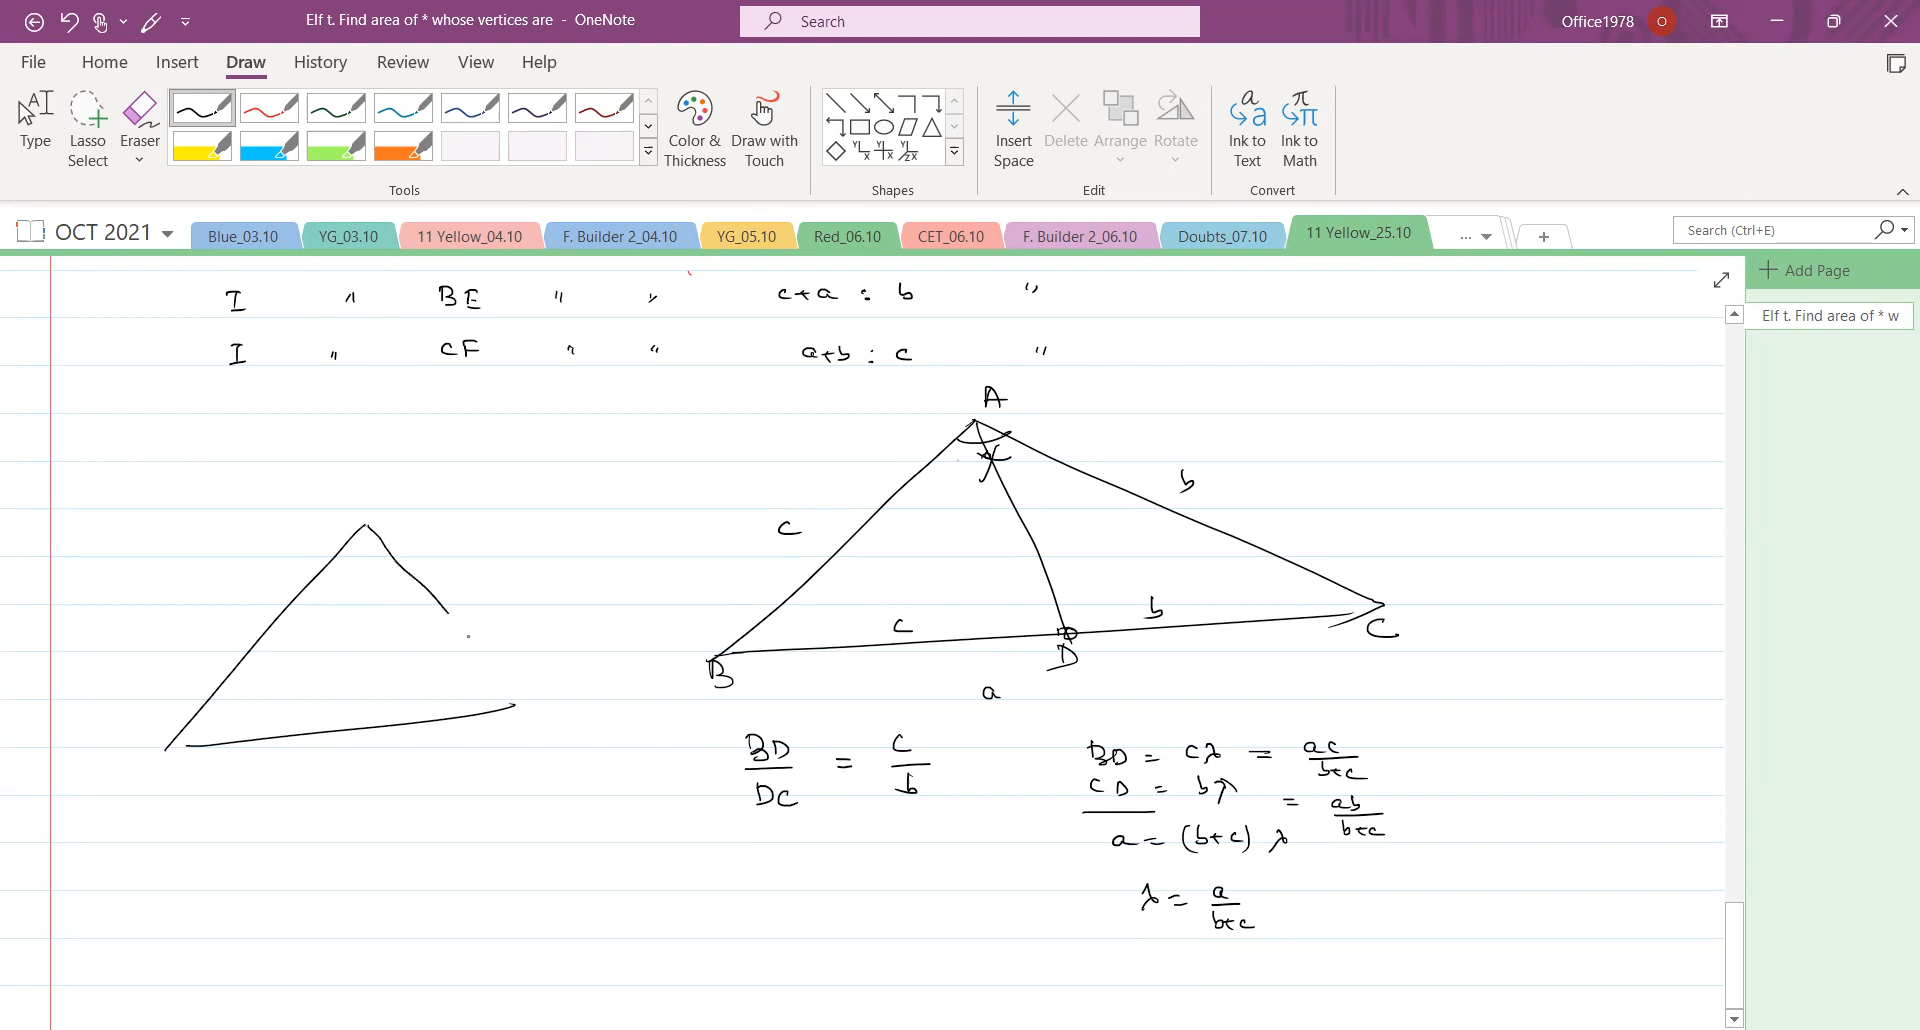 Elf t. Find area of * whose vertices are - OneNote
Search
Office1978
O
File Home Insert Draw History Review View Help
Type
Lasso Select
Eraser
Color & Thickness
Draw with Touch
Insert Space
Delete
Arrange
Rotate
Ink to Text
Ink to Math
Tools
Shapes
Edit
Convert
OCT 2021
Blue_03.10
YG_03.10
11 Yellow_04.10
F. Builder 2_04.10
YG_05.10
Red_06.10
CET_06.10
F. Builder 2_06.10
Doubts_07.10
11 Yellow_25.10
...
Search (Ctrl+E)
Add Page
Elf t. Find area of * w
I " BE " " c+a : b "
I " CF " " a+b : c "
A
b
c
c
b
B
D
C
a
BD/DC = c/b
BD = cλ = ac/b+c
CD = bλ = ab/b+c
a = (b+c) λ
λ = a/b+c